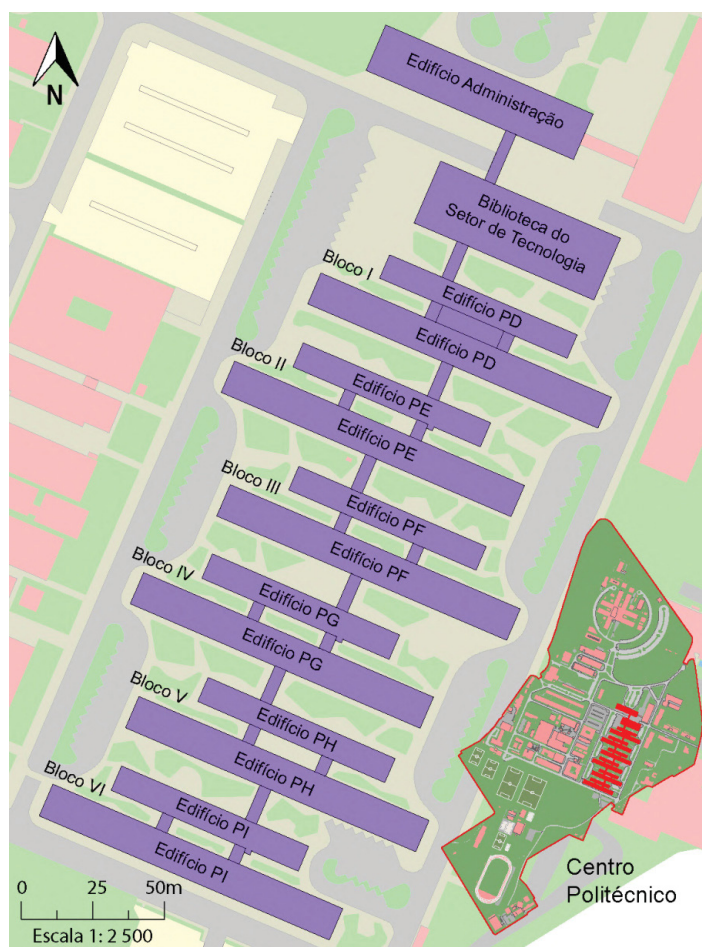 N
Edifício Administração
Biblioteca do
Setor de Tecnologia
Bloco I
Edifício PD
Edifício PD
Bloco II
Edifício PE
Edifício PE
Bloco III
Edifício PF
Edifício PF
Bloco IV
Edifício PG
Edifício PG
Bloco V
Edifício PH
Edifício PH
Bloco VI
Edifício PI
Edifício PI
Centro
Politécnico
0 25 50m
Escala 1: 2 500